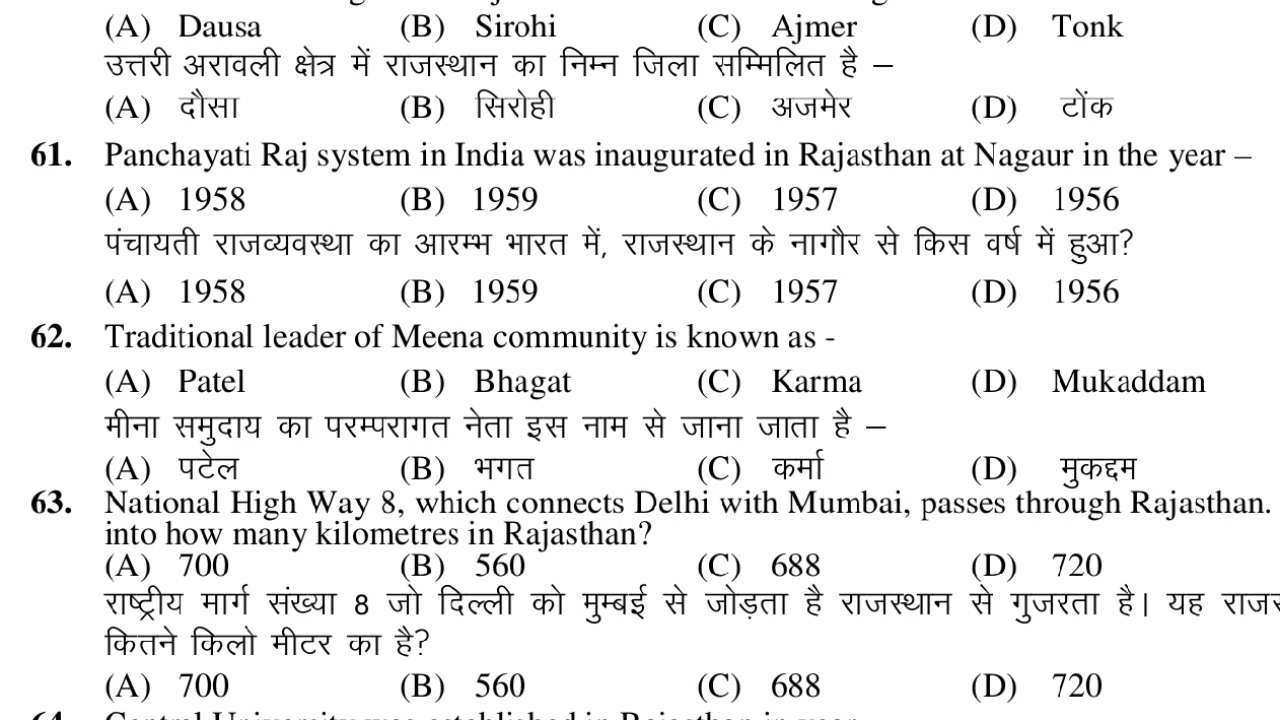 (A) Dausa (B) Sirohi (C) Ajmer (D) Tonk
उत्तरी अरावली क्षेत्र में राजस्थान का निम्न जिला सम्मिलित है –
(A) दौसा (B) सिरोही (C) अजमेर (D) टोंक
61. Panchayati Raj system in India was inaugurated in Rajasthan at Nagaur in the year –
(A) 1958 (B) 1959 (C) 1957 (D) 1956
पंचायती राजव्यवस्था का आरम्भ भारत में, राजस्थान के नागौर से किस वर्ष में हुआ?
(A) 1958 (B) 1959 (C) 1957 (D) 1956
62. Traditional leader of Meena community is known as -
(A) Patel (B) Bhagat (C) Karma (D) Mukaddam
मीना समुदाय का परम्परागत नेता इस नाम से जाना जाता है –
(A) पटेल (B) भगत (C) कर्मा (D) मुकद्दम
63. National High Way 8, which connects Delhi with Mumbai, passes through Rajasthan.
into how many kilometres in Rajasthan?
(A) 700 (B) 560 (C) 688 (D) 720
राष्ट्रीय मार्ग संख्या 8 जो दिल्ली को मुम्बई से जोड़ता है राजस्थान से गुजरता है। यह
कितने किलो मीटर का है?
(A) 700 (B) 560 (C) 688 (D) 720